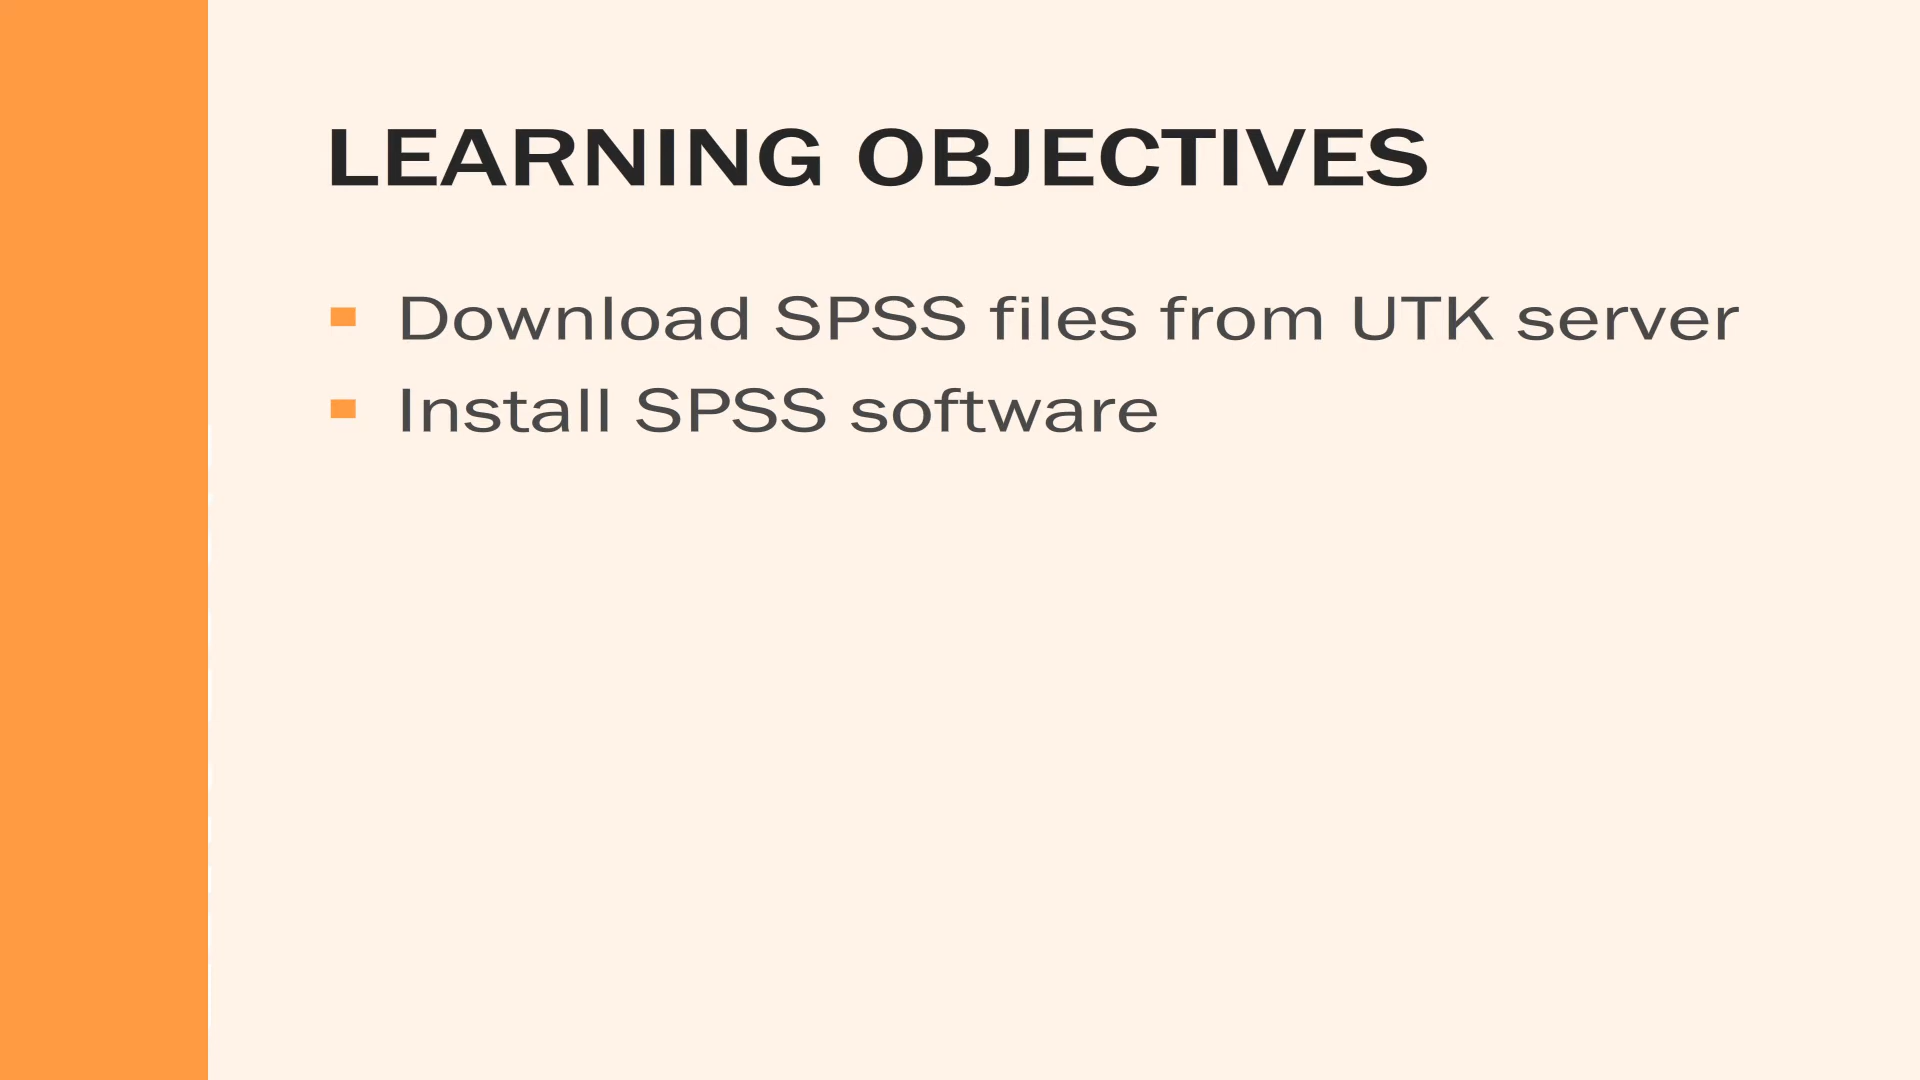 LEARNING OBJECTIVES
Download SPSS files from UTK server
Install SPSS software